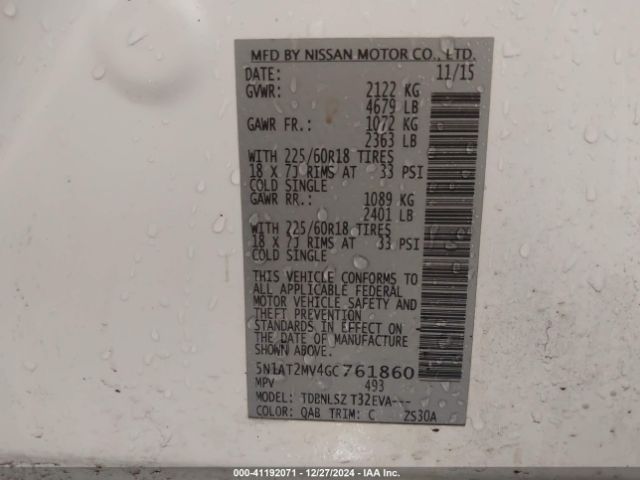 MFD BY NISSAN MOTOR CO., LTD.
DATE: 11/15
GVWR: 2122 KG
4679 LB
GAWR FR.: 1072 KG
2363 LB
WITH 225/60R18 TIRES
18 X 7J RIMS AT 33 PSI
COLD SINGLE
GAWR RR.: 1089 KG
2401 LB
WITH 225/60R18 TIRES
18 X 7J RIMS AT 33 PSI
COLD SINGLE
THIS VEHICLE CONFORMS TO
ALL APPLICABLE FEDERAL
MOTOR VEHICLE SAFETY AND
THEFT PREVENTION
STANDARDS IN EFFECT ON
THE DATE OF MANUFACTURE
SHOWN ABOVE.
5N1AT2MV4GC761860
MPV 493
MODEL: TDBNLSZ T32EVA---
COLOR: QAB TRIM: C ZS30A
000-41192071 — 12/27/2024 — IAA Inc.